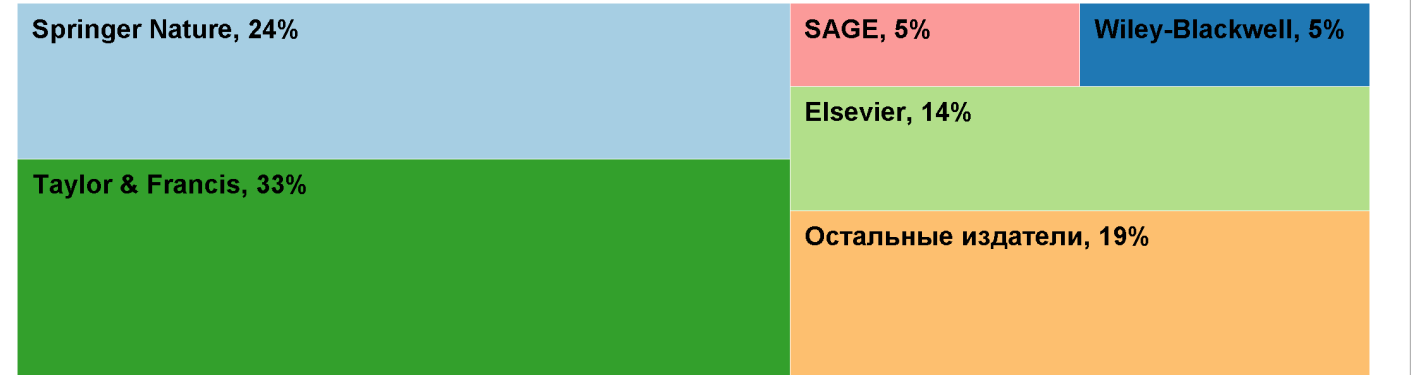 Springer Nature, 24%
SAGE, 5%
Wiley-Blackwell, 5%
Elsevier, 14%
Taylor & Francis, 33%
Остальные издатели, 19%